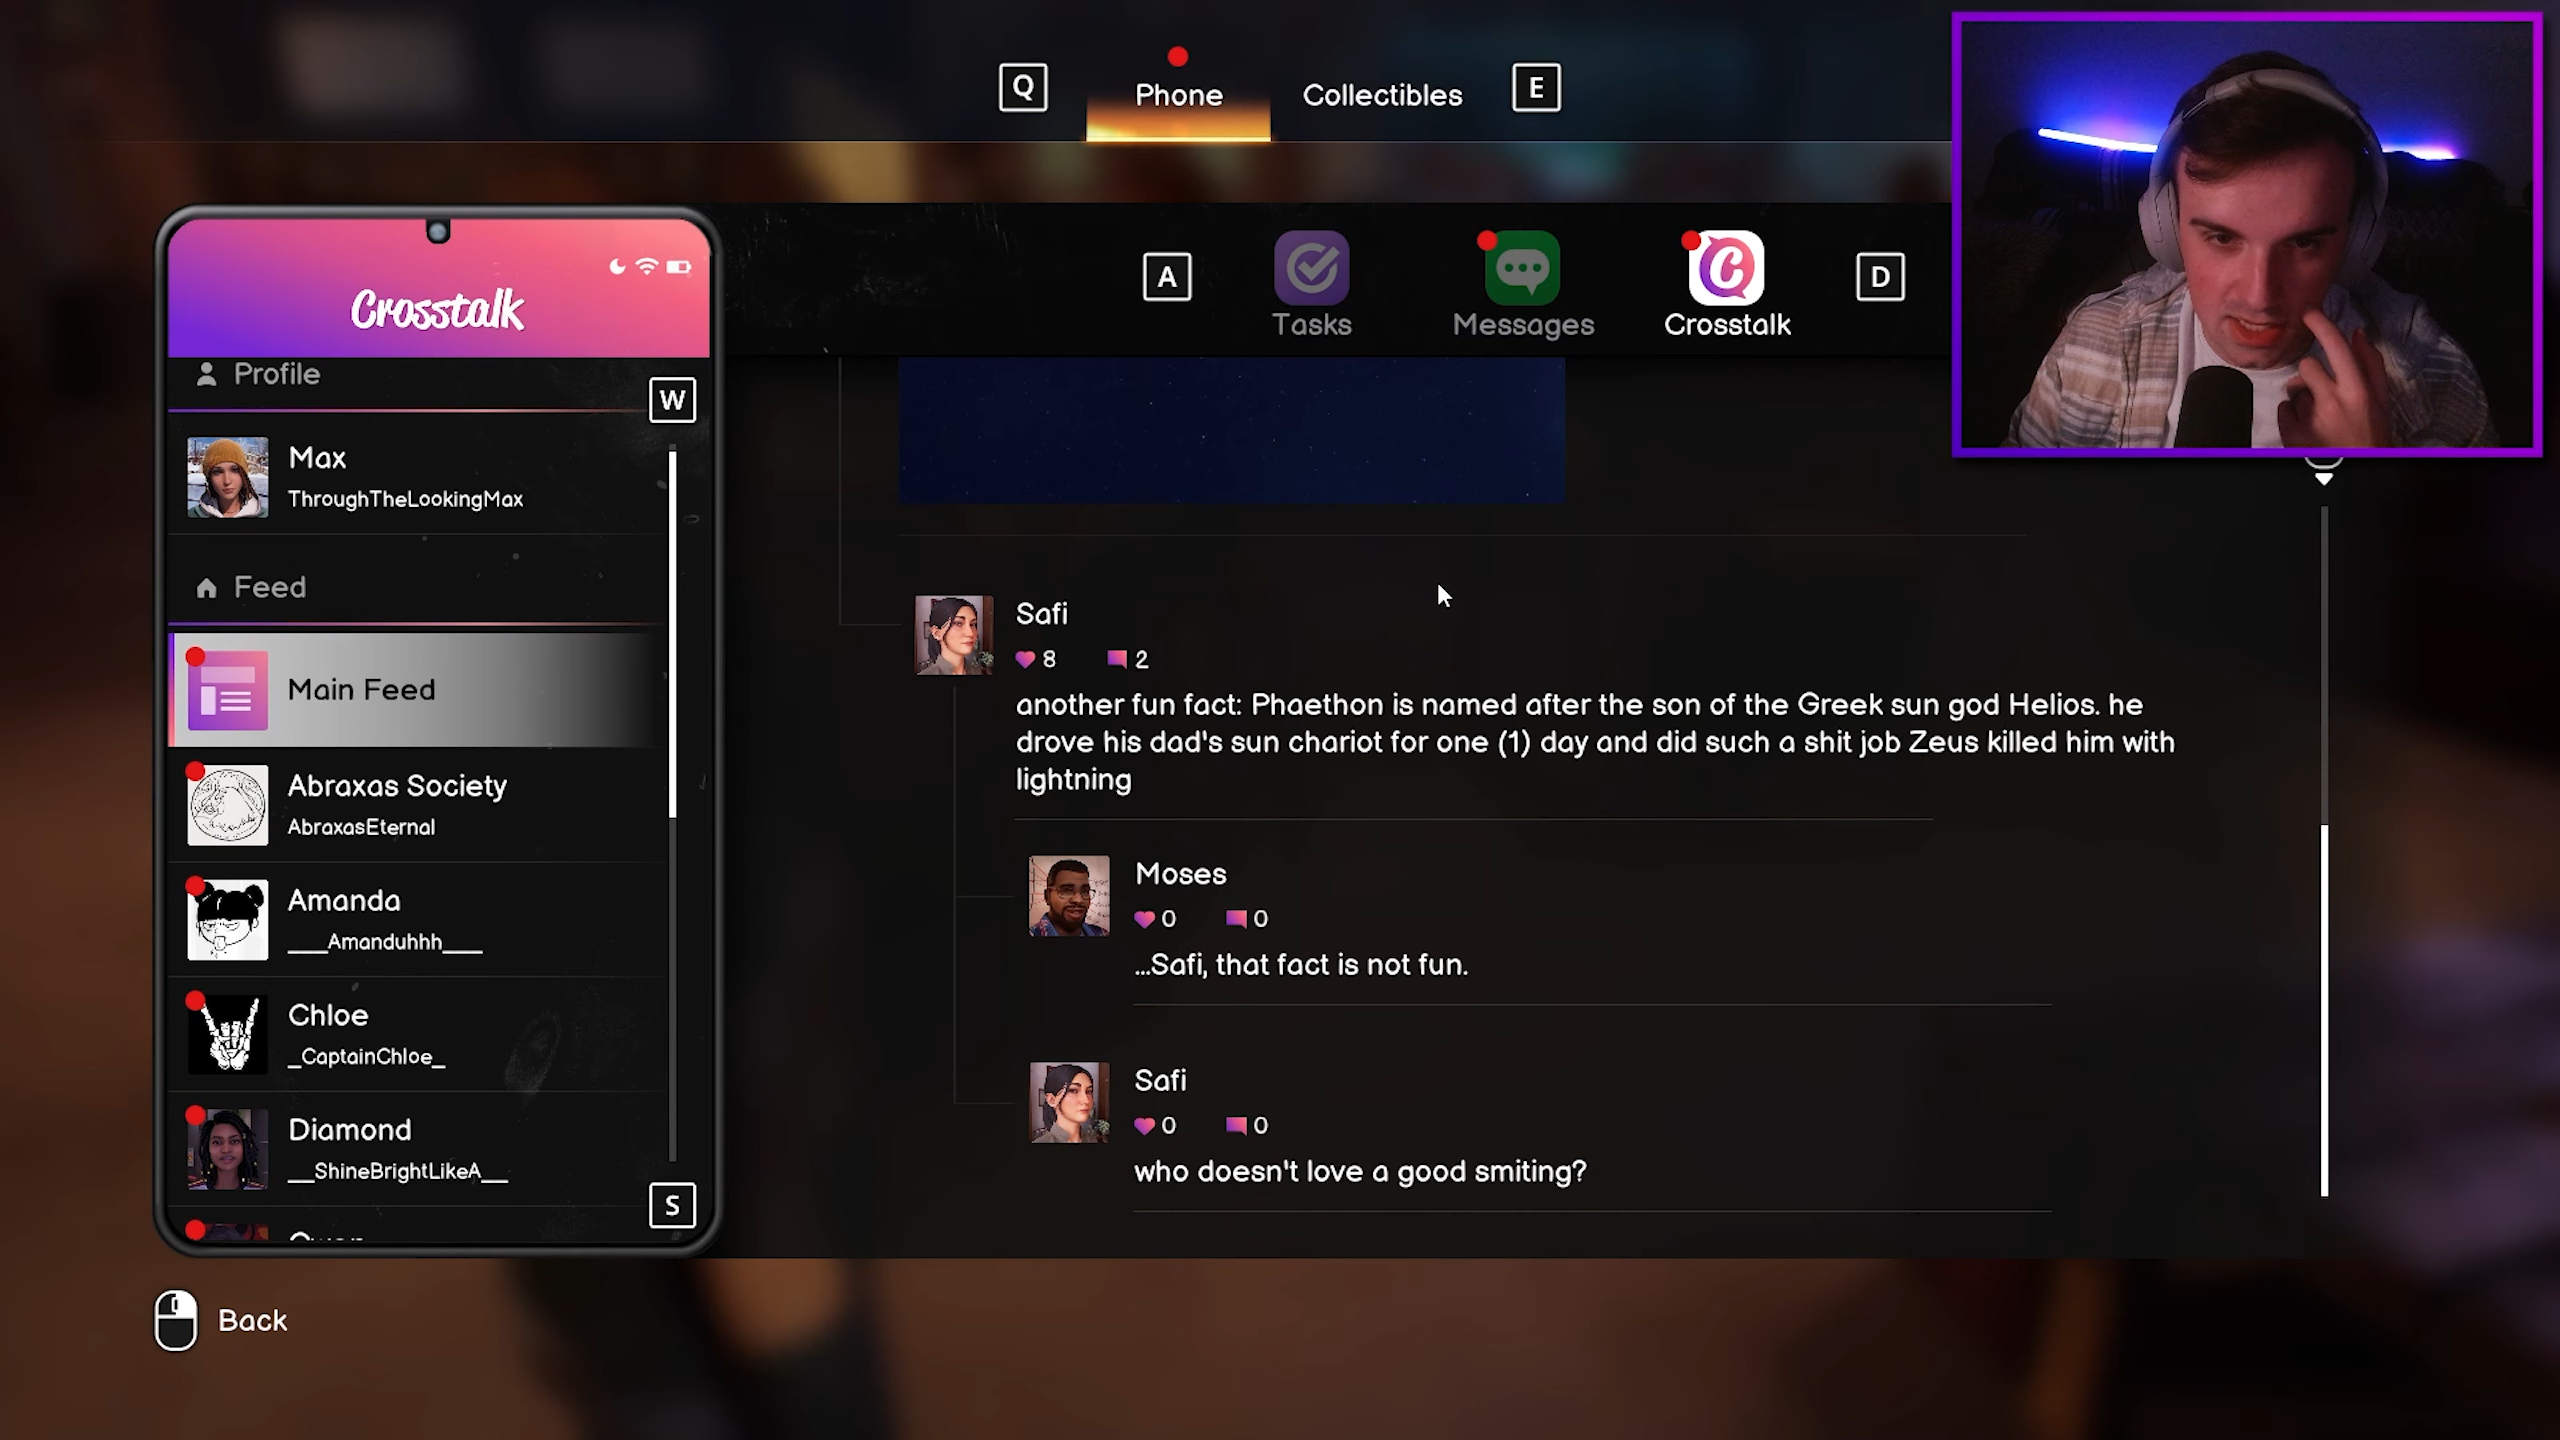 Q
Phone
Collectibles
E
Crosstalk
A
Tasks
Messages
C
Crosstalk
D
Profile
W
Max
ThroughTheLookingMax
Feed
Main Feed
Abraxas Society
AbraxasEternal
Amanda
___Amanduhhh___
Chloe
_CaptainChloe_
Diamond
__ShineBrightLikeA__
S
Safi
8
2
another fun fact: Phaethon is named after the son of the Greek sun god Helios. he
drove his dad's sun chariot for one (1) day and did such a shit job Zeus killed him with
lightning
Moses
0
0
...Safi, that fact is not fun.
Safi
0
0
who doesn't love a good smiting?
Back